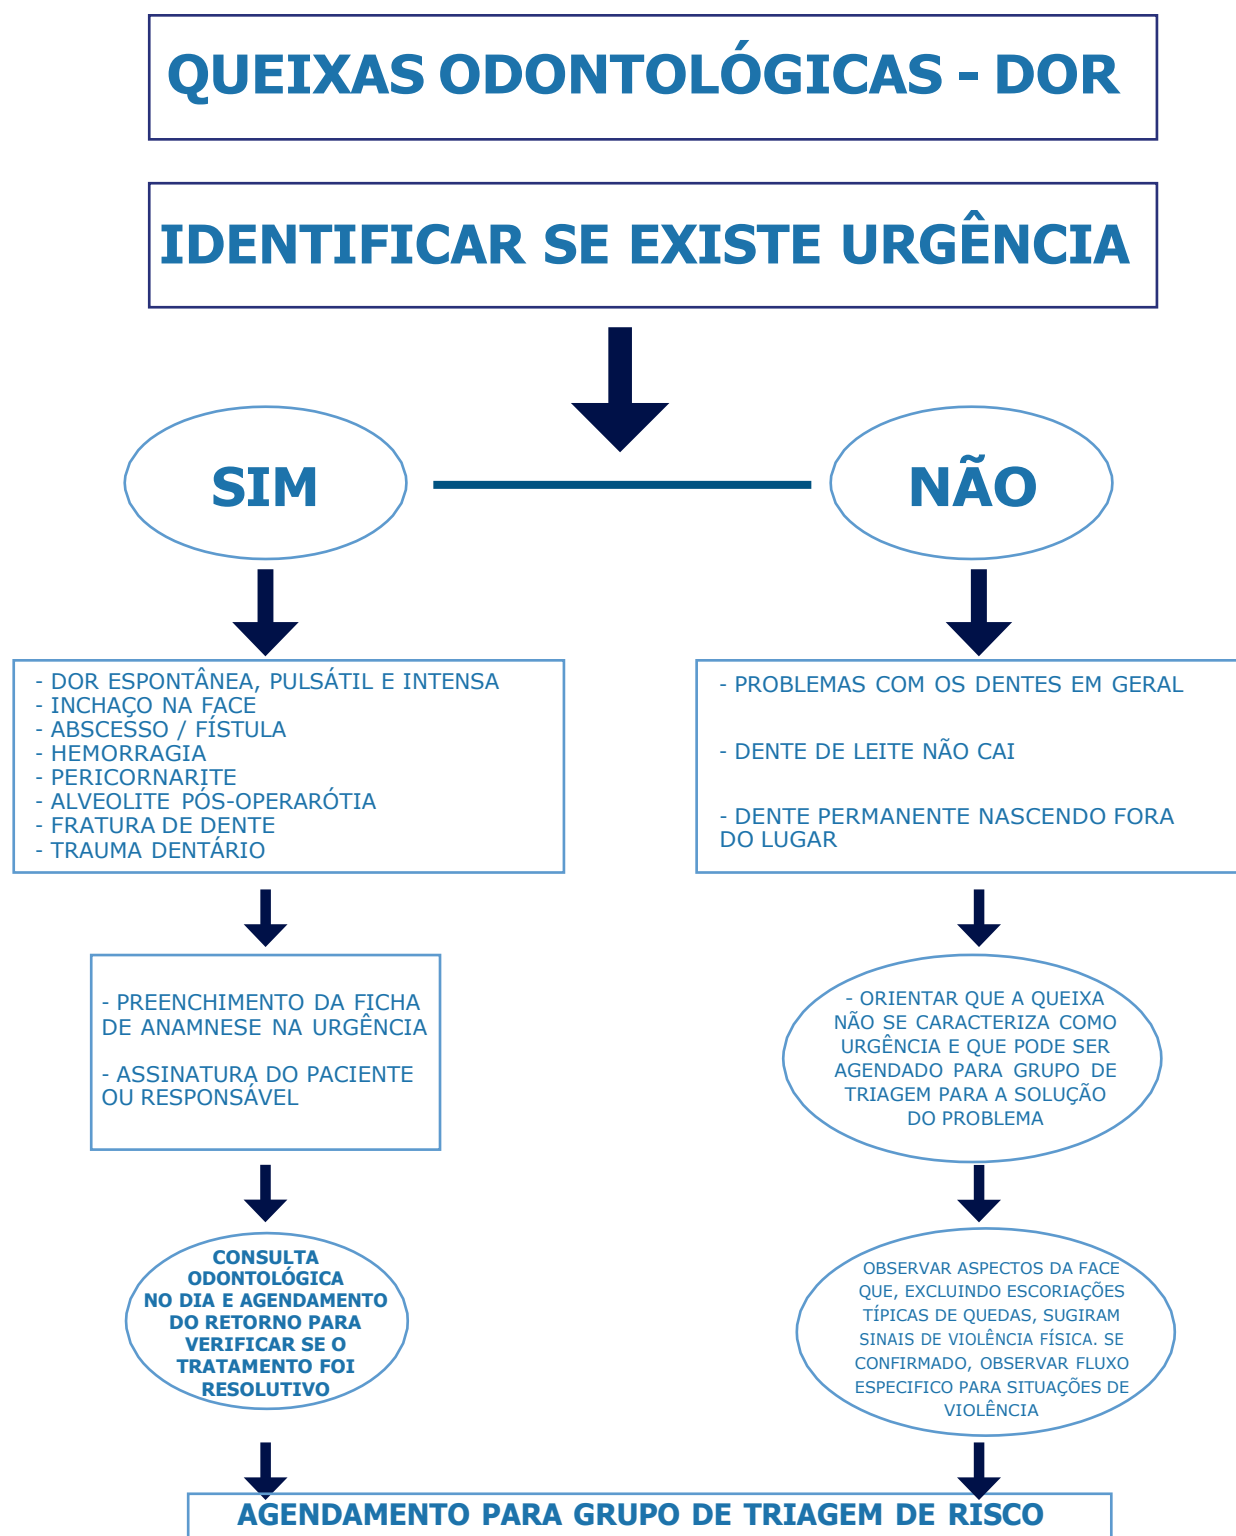 QUEIXAS ODONTOLÓGICAS - DOR
IDENTIFICAR SE EXISTE URGÊNCIA
SIM
NÃO
- DOR ESPONTÂNEA, PULSÁTIL E INTENSA
- INCHAÇO NA FACE
- ABSCESSO / FÍSTULA
- HEMORRAGIA
- PERICORNARITE
- ALVEOLITE PÓS-OPERARÓTIA
- FRATURA DE DENTE
- TRAUMA DENTÁRIO
- PROBLEMAS COM OS DENTES EM GERAL
- DENTE DE LEITE NÃO CAI
- DENTE PERMANENTE NASCENDO FORA
DO LUGAR
- PREENCHIMENTO DA FICHA
DE ANAMNESE NA URGÊNCIA
- ASSINATURA DO PACIENTE
OU RESPONSÁVEL
- ORIENTAR QUE A QUEIXA
NÃO SE CARACTERIZA COMO
URGÊNCIA E QUE PODE SER
AGENDADO PARA GRUPO DE
TRIAGEM PARA A SOLUÇÃO
DO PROBLEMA
CONSULTA
ODONTOLÓGICA
NO DIA E AGENDAMENTO
DO RETORNO PARA
VERIFICAR SE O
TRATAMENTO FOI
RESOLUTIVO
OBSERVAR ASPECTOS DA FACE
QUE, EXCLUINDO ESCORIAÇÕES
TÍPICAS DE QUEDAS, SUGIRAM
SINAIS DE VIOLÊNCIA FÍSICA. SE
CONFIRMADO, OBSERVAR FLUXO
ESPECIFICO PARA SITUAÇÕES DE
VIOLÊNCIA
AGENDAMENTO PARA GRUPO DE TRIAGEM DE RISCO